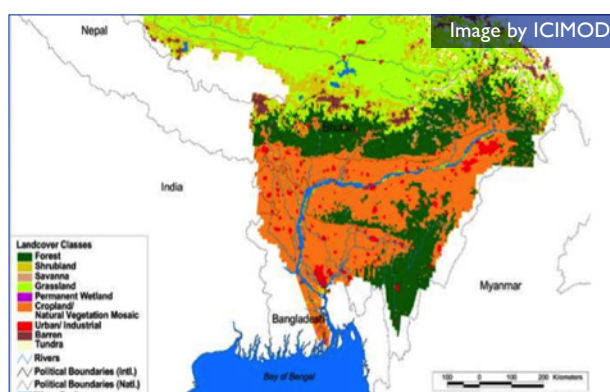 Nepal
Image by ICIMOD
Bhutan
India
Landcover Classes
Forest
Shrubland
Savanna
Grassland
Permanent Wetland
Cropland/
Natural Vegetation Mosaic
Urban/ Industrial
Barren
Tundra
Rivers
Political Boundaries (Intl.)
Political Boundaries (Natl.)
Myanmar
Bangladesh
Bay of Bengal
100 0 100 200 Kilometers